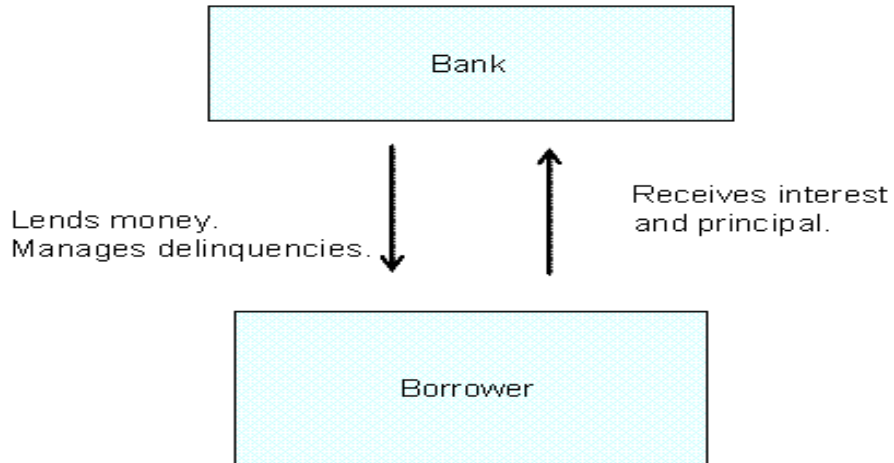 Bank
Lends money.
Manages delinquencies.
Receives interest
and principal.
Borrower